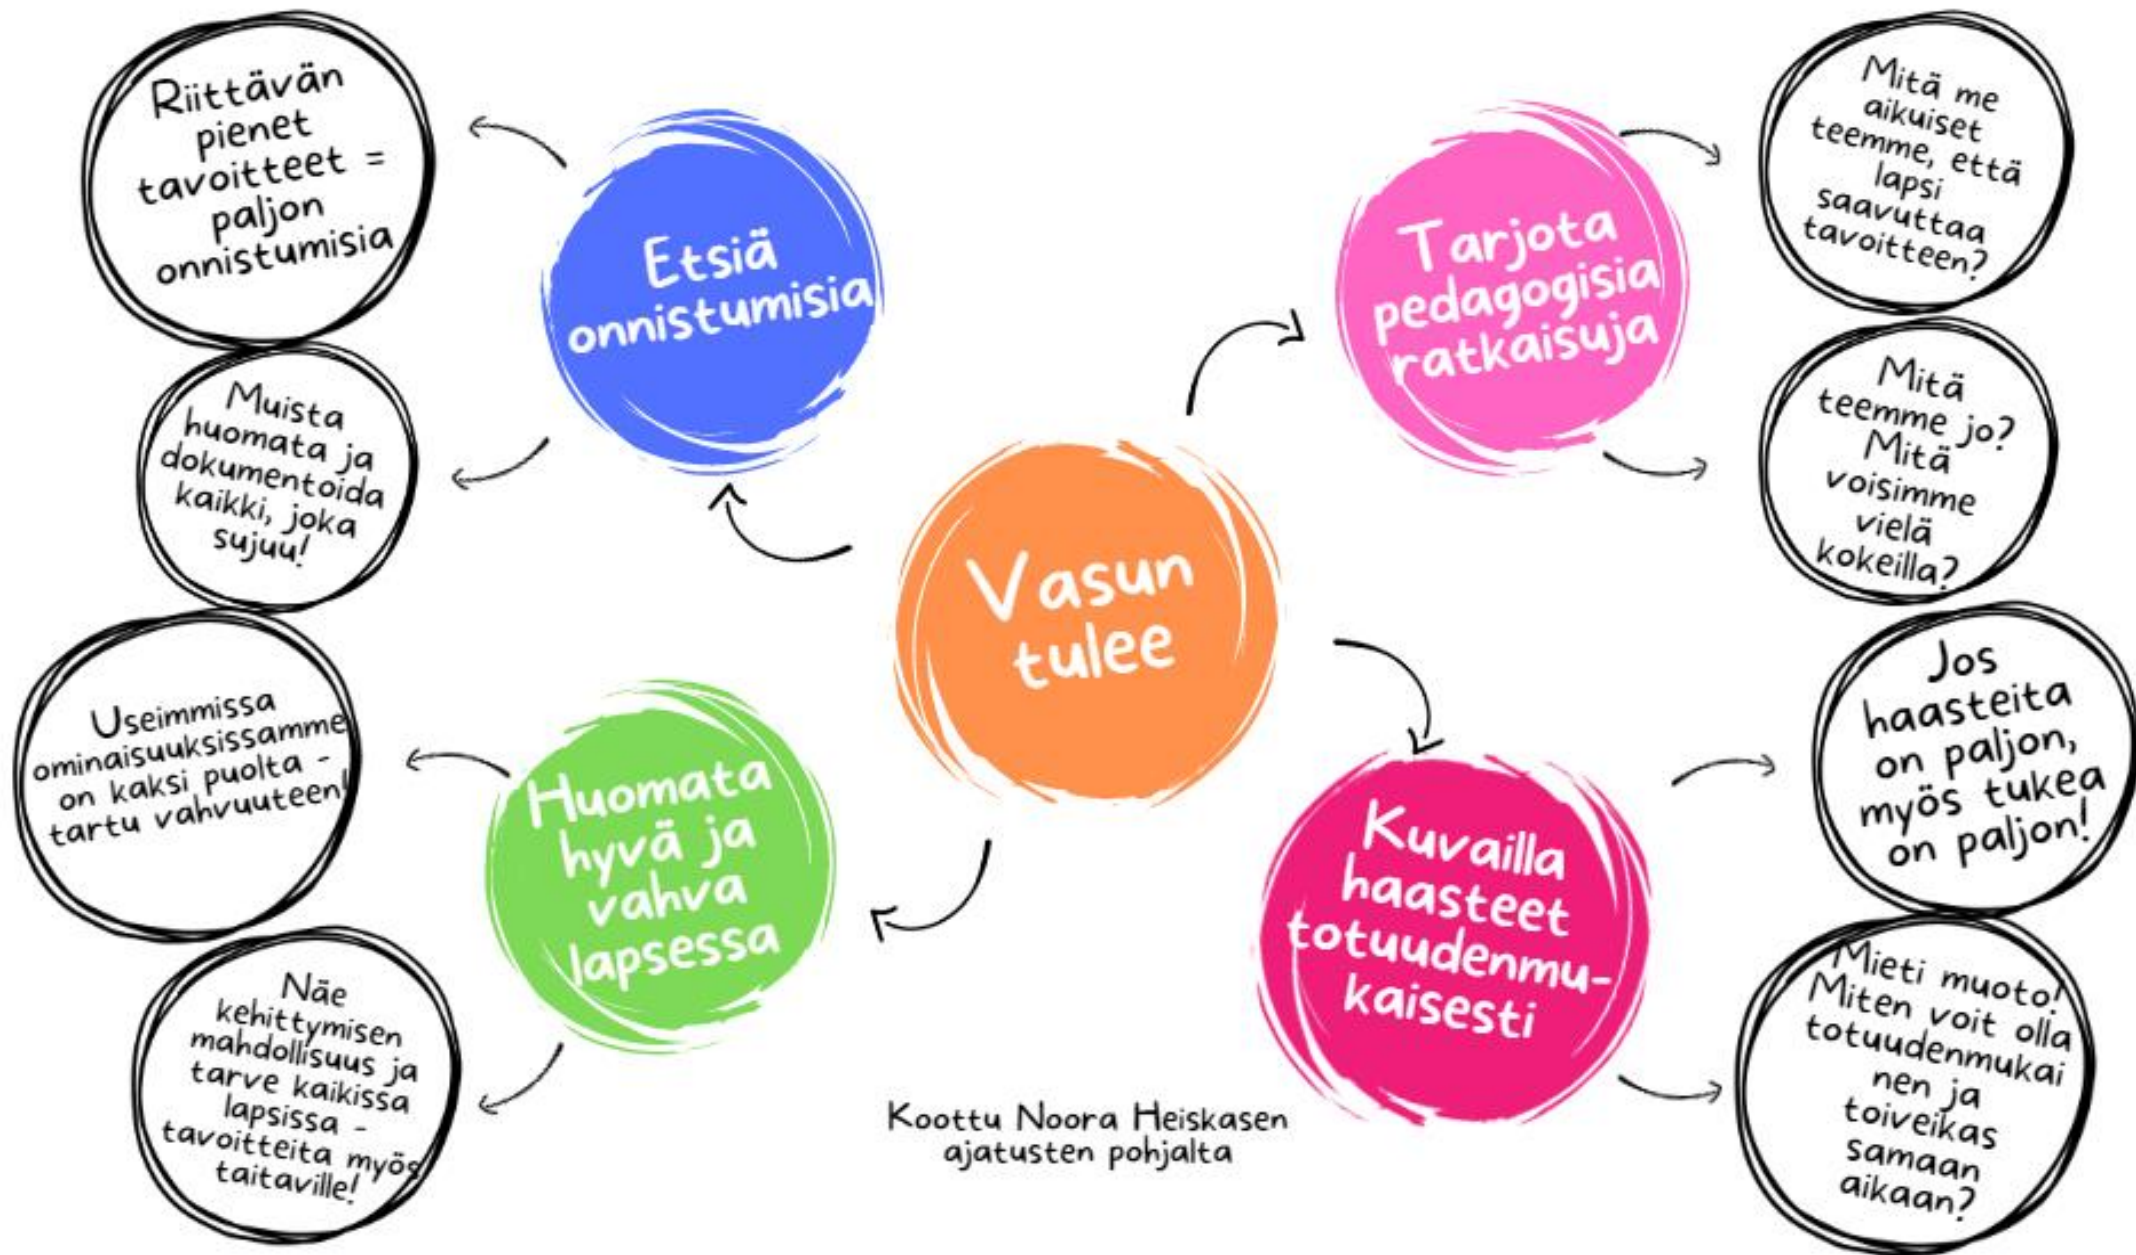 Vasun
tulee
Etsiä
onnistumisia
Riittävän
pienet
tavoitteet =
paljon
onnistumisia
Muista
huomata ja
dokumentoida
kaikki, joka
sujuu!
Huomata
hyvä ja
vahva
lapsessa
Useimmissa
ominaisuuksissamme
on kaksi puolta -
tartu vahvuuteen!
Näe
kehittymisen
mahdollisuus ja
tarve kaikissa
lapsissa -
tavoitteita myös
taitaville!
Tarjota
pedagogisia
ratkaisuja
Mitä me
aikuiset
teemme, että
lapsi
saavuttaa
tavoitteen?
Mitä
teemme jo?
Mitä
voisimme
vielä
kokeilla?
Kuvailla
haasteet
totuudenmu-
kaisesti
Jos
haasteita
on paljon,
myös tukea
on paljon!
Mieti muoto!
Miten voit olla
totuudenmukai
nen ja
toiveikas
samaan
aikaan?
Koottu Noora Heiskasen
ajatusten pohjalta